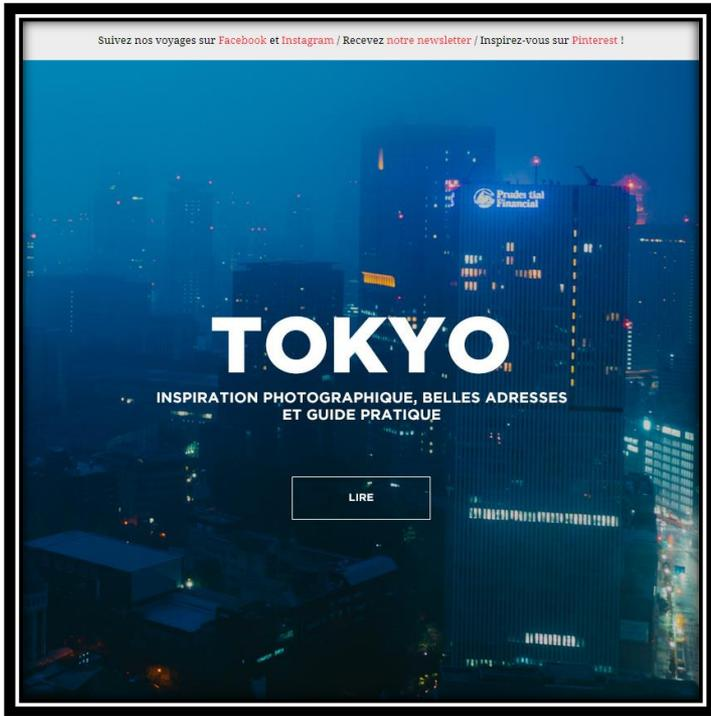 Suivez nos voyages sur Facebook et Instagram / Recevez notre newsletter / Inspirez-vous sur Pinterest !
Prudential
Financial
TOKYO
INSPIRATION PHOTOGRAPHIQUE, BELLES ADRESSES
ET GUIDE PRATIQUE
LIRE